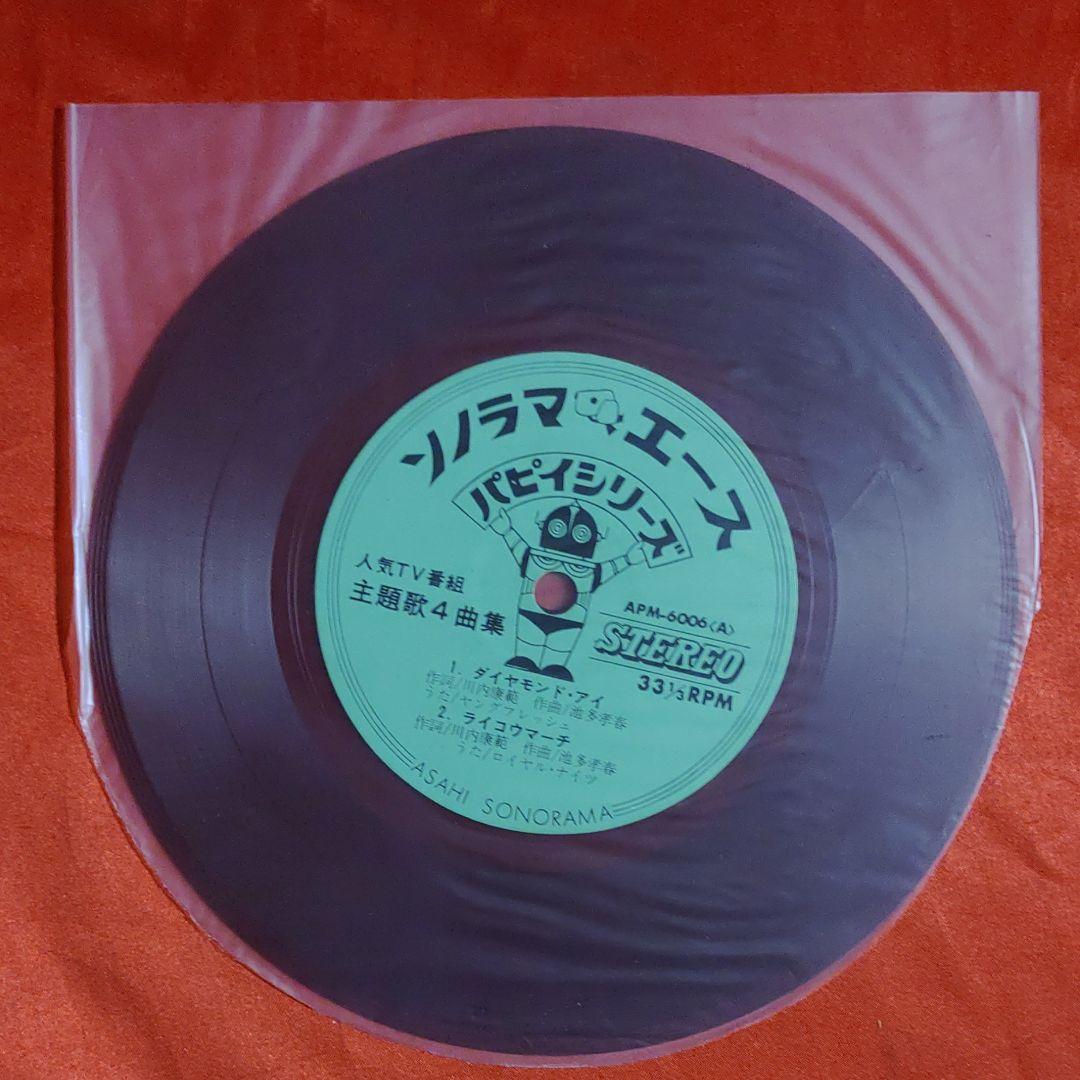 ソノラマ エース
パピイシリーズ
人気TV番組
主題歌4曲集
APM-6006〈A〉
STEREO
33⅓RPM
1. ダイヤモンド・アイ
作詞/川内康範 作曲/池多孝春
うた/ヤングフレッシュ
2. ライコウマーチ
作詞/川内康範 作曲/池多孝春
うた/ロイヤル・ナイツ
ASAHI SONORAMA